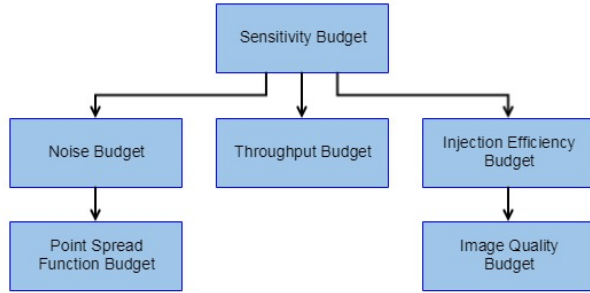 Sensitivity Budget
Noise Budget
Throughput Budget
Injection Efficiency
Budget
Point Spread
Function Budget
Image Quality
Budget